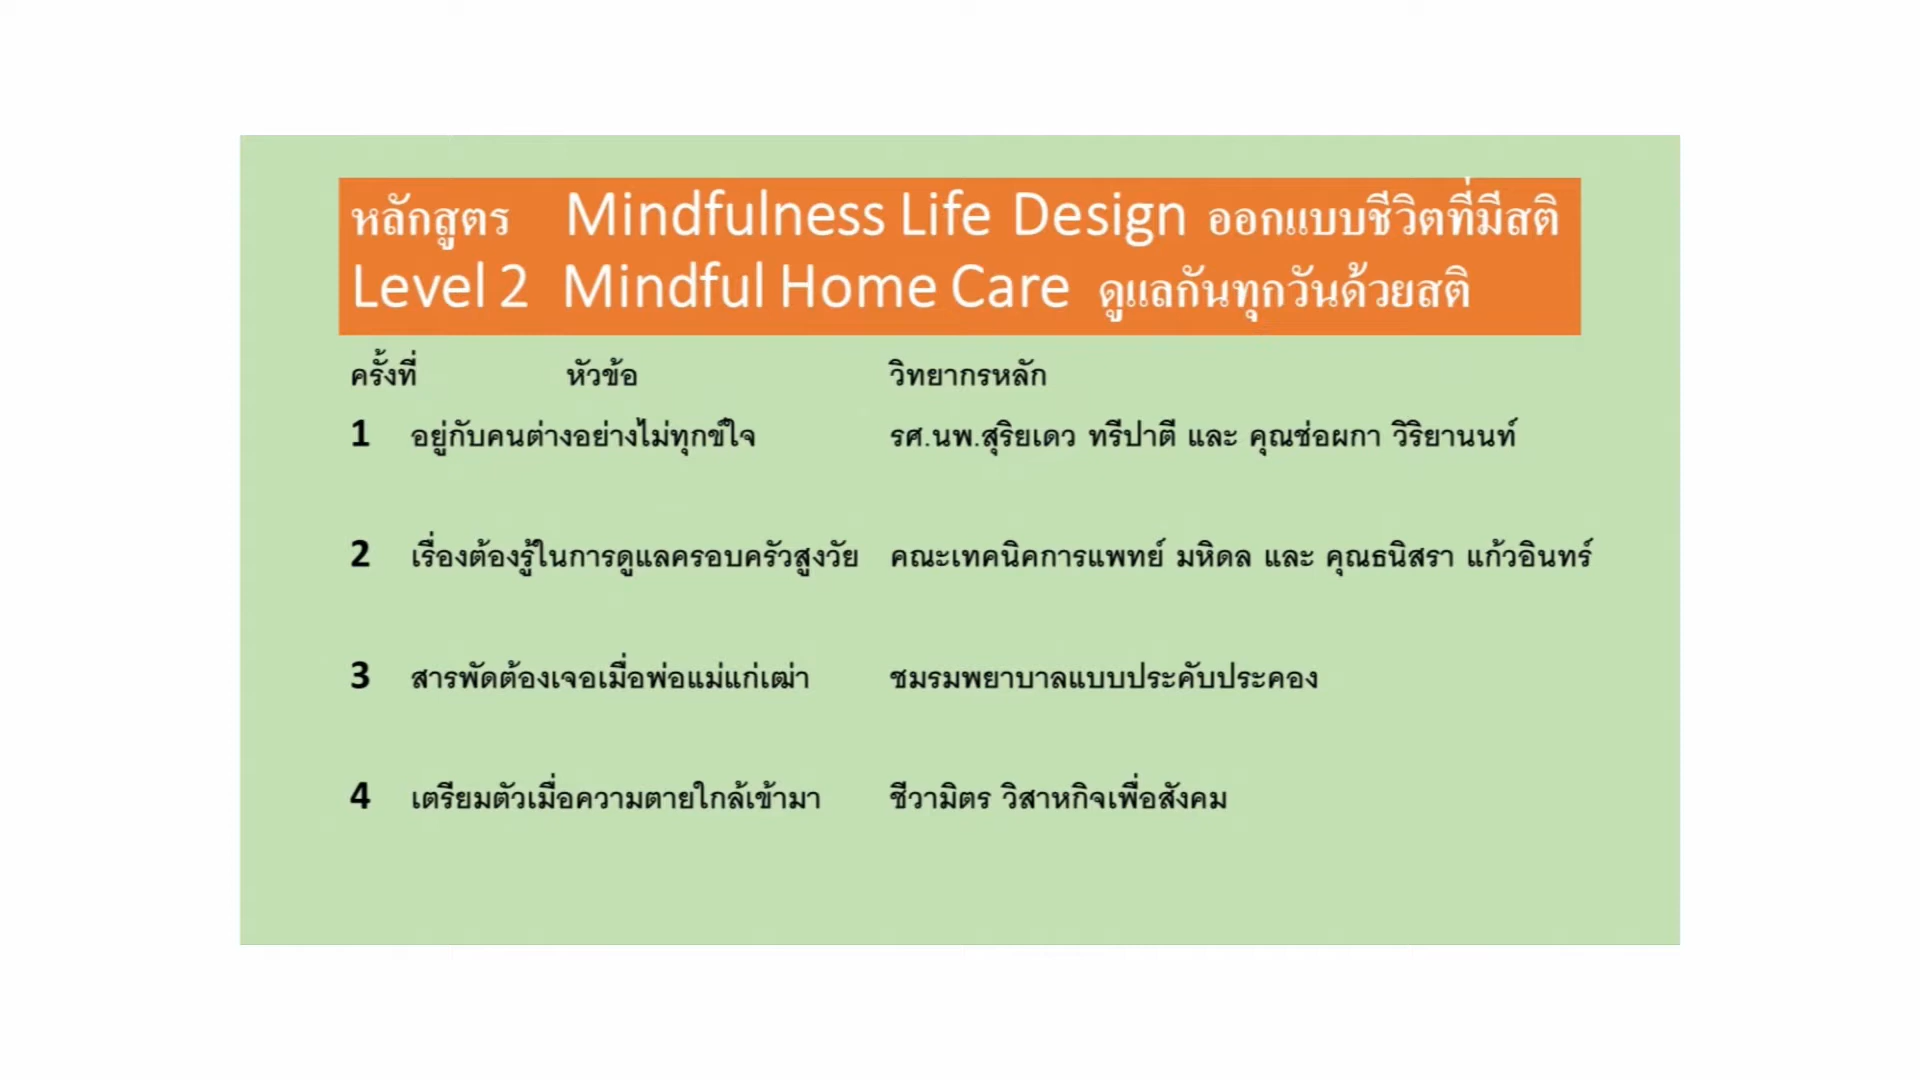 หลักสูตร Mindfulness Life Design ออกแบบชีวิตที่มีสติ
Level 2 Mindful Home Care ดูแลกันทุกวันด้วยสติ
ครั้งที่ หัวข้อ วิทยากรหลัก
1 อยู่กับคนต่างอย่างไม่ทุกข์ใจ รศ.นพ.สุริยเดว ทรีปาตี และ คุณช่อผกา วิริยานนท์
2 เรื่องต้องรู้ในการดูแลครอบครัวสูงวัย คณะเทคนิคการแพทย์ มหิดล และ คุณธนิสรา แก้วอินทร์
3 สารพัดต้องเจอเมื่อพ่อแม่แก่เฒ่า ชมรมพยาบาลแบบประคับประคอง
4 เตรียมตัวเมื่อความตายใกล้เข้ามา ชีวามิตร วิสาหกิจเพื่อสังคม